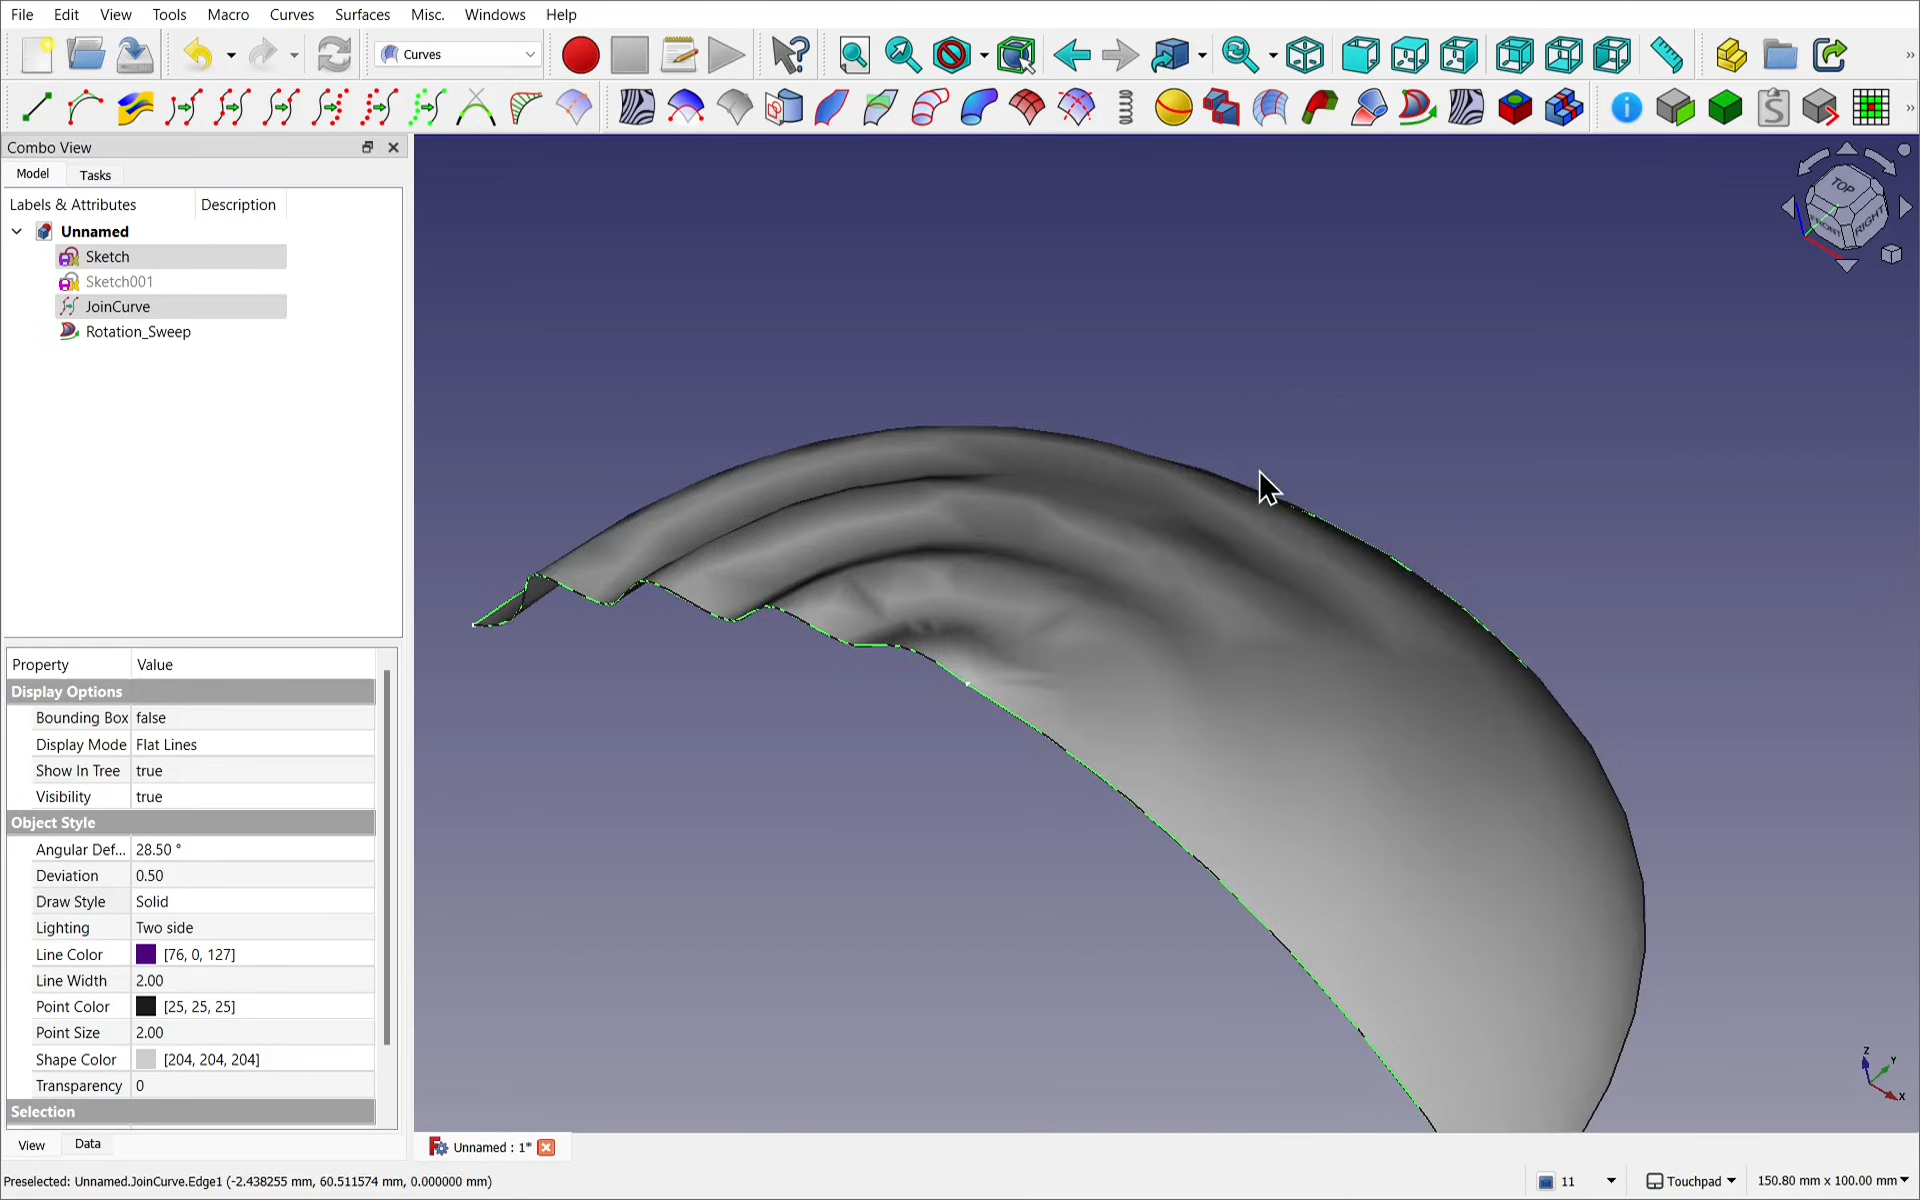 File Edit View Tools Macro Curves Surfaces Misc. Windows Help
Curves
Combo View
Model Tasks
Labels & Attributes Description
Unnamed
Sketch
Sketch001
JoinCurve
Rotation_Sweep
TOP
FRONT RIGHT
Property Value
Display Options
Bounding Box false
Display Mode Flat Lines
Show In Tree true
Visibility true
Object Style
Angular Def... 28.50 °
Deviation 0.50
Draw Style Solid
Lighting Two side
Line Color [76, 0, 127]
Line Width 2.00
Point Color [25, 25, 25]
Point Size 2.00
Shape Color [204, 204, 204]
Transparency 0
Selection
View Data
Unnamed : 1*
Z
Y
X
Preselected: Unnamed.JoinCurve.Edge1 (-2.438255 mm, 60.511574 mm, 0.000000 mm)
11 Touchpad 150.80 mm x 100.00 mm